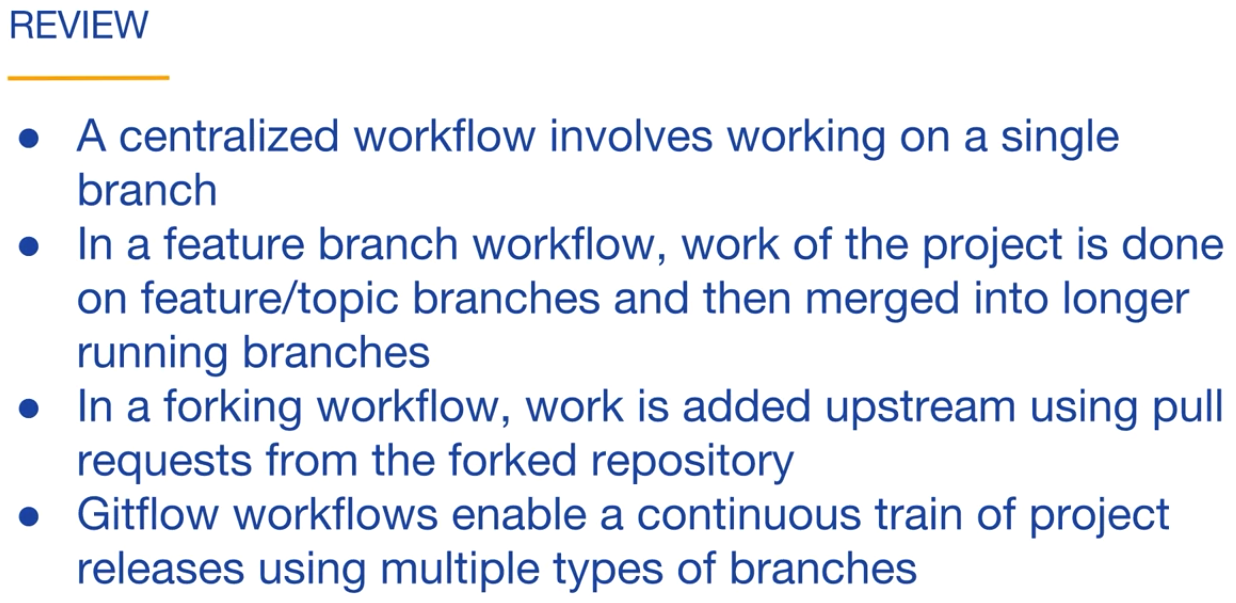 REVIEW
● A centralized workflow involves working on a single
branch
● In a feature branch workflow, work of the project is done
on feature/topic branches and then merged into longer
running branches
● In a forking workflow, work is added upstream using pull
requests from the forked repository
● Gitflow workflows enable a continuous train of project
releases using multiple types of branches